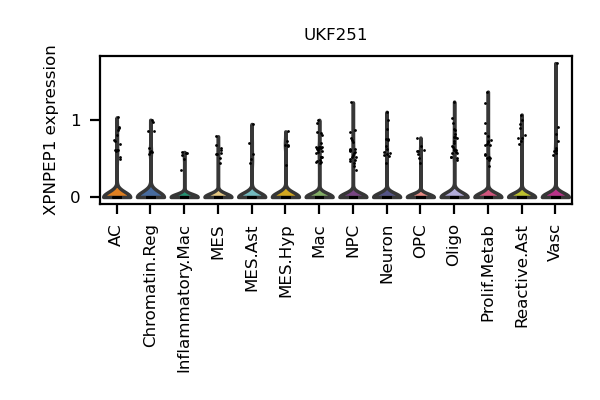 UKF251
XPNPEP1 expression
1
0
AC
Chromatin.Reg
Inflammatory.Mac
MES
MES.Ast
MES.Hyp
Mac
NPC
Neuron
OPC
Oligo
Prolif.Metab
Reactive.Ast
Vasc